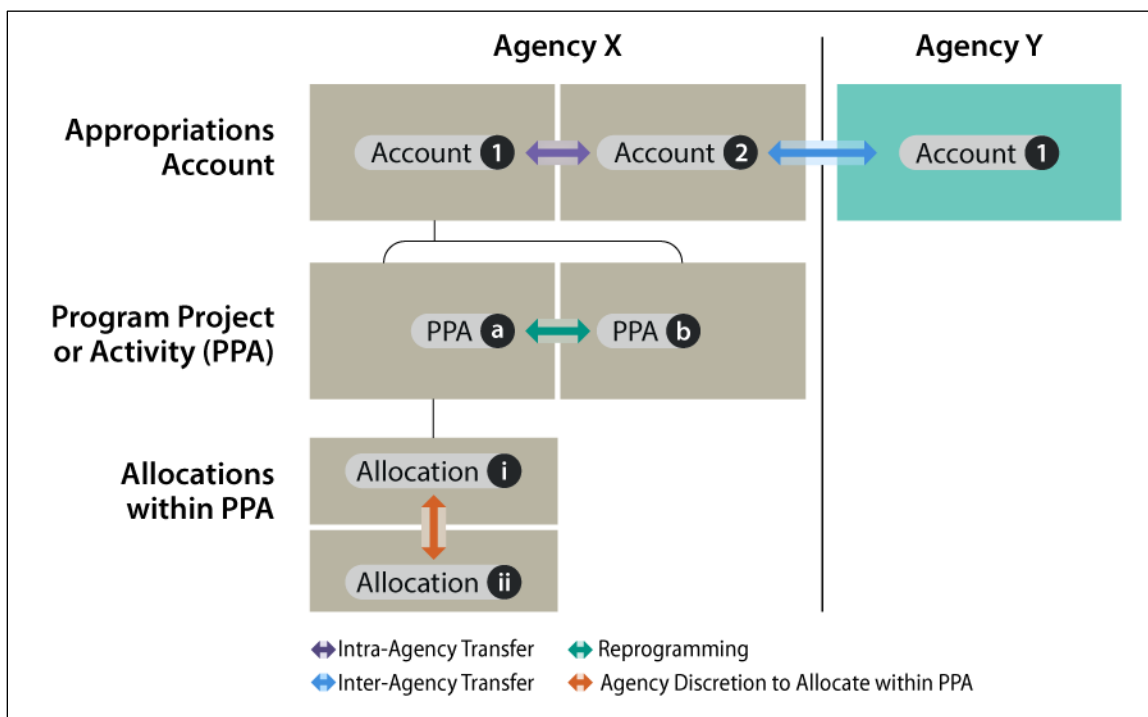 Agency X
Agency Y
Appropriations
Account
Account 1
Account 2
Account 1
Program Project
or Activity (PPA)
PPA a
PPA b
Allocations
within PPA
Allocation i
Allocation ii
Intra-Agency Transfer
Reprogramming
Inter-Agency Transfer
Agency Discretion to Allocate within PPA